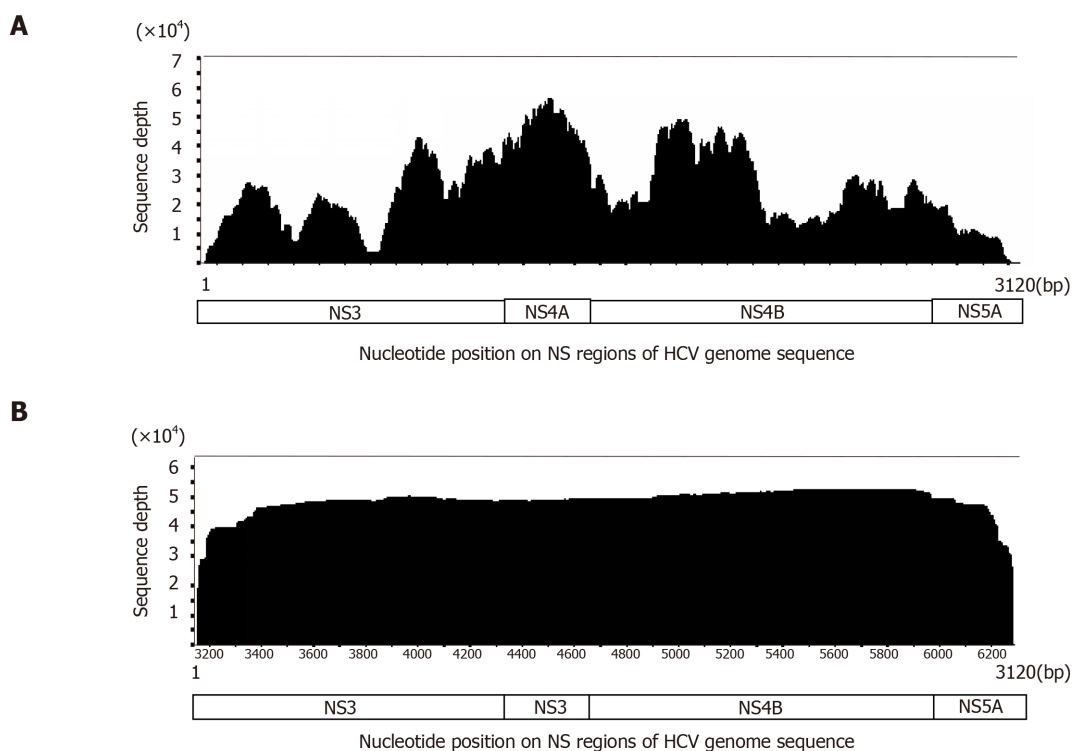 A
(×10⁴)
7
6
5
4
3
2
1
Sequence depth
1 3120(bp)
NS3 NS4A NS4B NS5A
Nucleotide position on NS regions of HCV genome sequence
B
(×10⁴)
6
5
4
3
2
1
Sequence depth
3200 3400 3600 3800 4000 4200 4400 4600 4800 5000 5200 5400 5600 5800 6000 6200
1 3120(bp)
NS3 NS3 NS4B NS5A
Nucleotide position on NS regions of HCV genome sequence